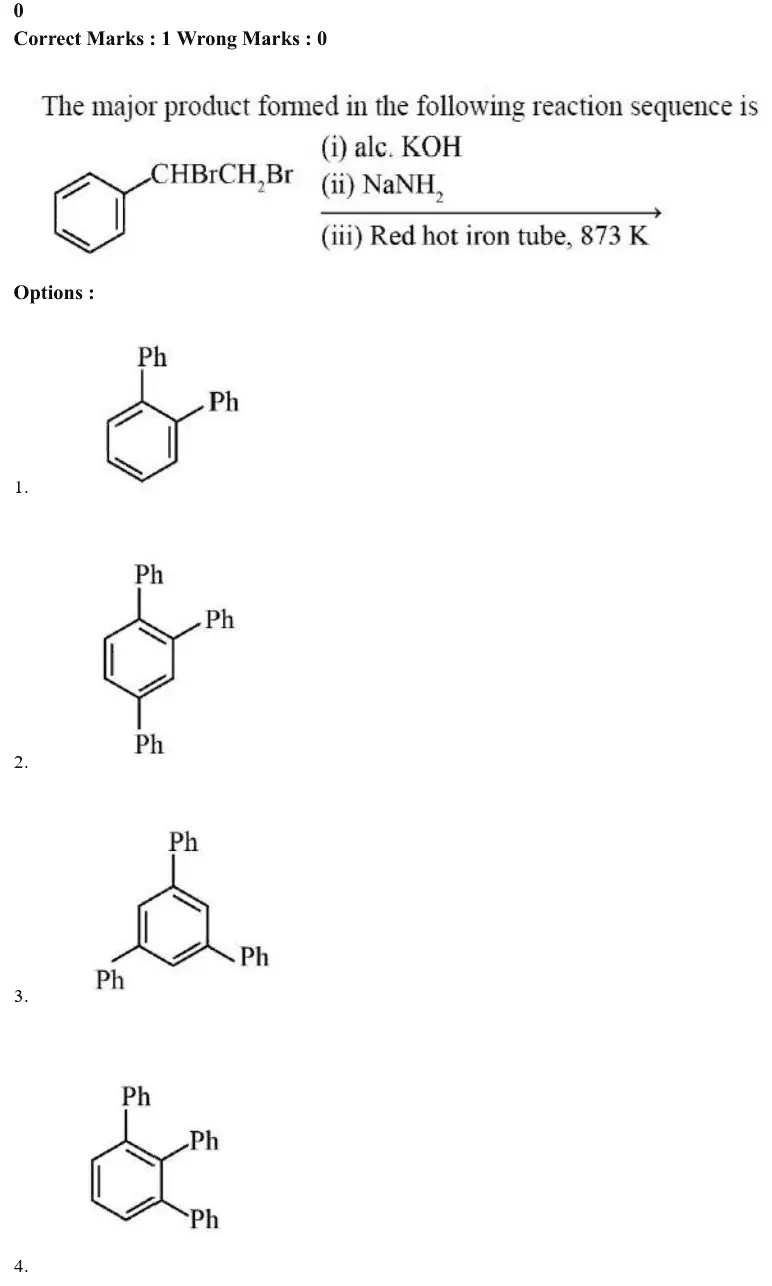 0
Correct Marks : 1 Wrong Marks : 0
The major product formed in the following reaction sequence is
CHBrCH₂Br
(i) alc. KOH
(ii) NaNH₂
(iii) Red hot iron tube, 873 K
Options :
Ph
Ph
1.
Ph
Ph
Ph
2.
Ph
Ph
Ph
3.
Ph
Ph
Ph
4.